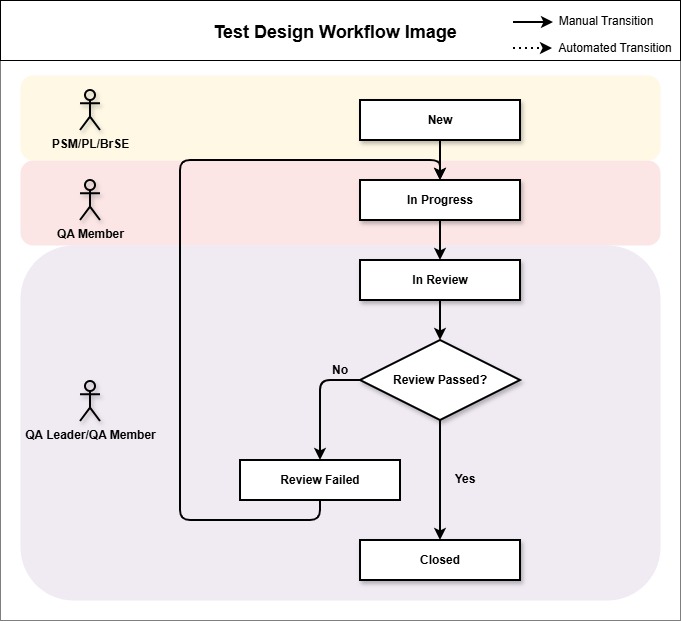 Test Design Workflow Image
Manual Transition
Automated Transition
PSM/PL/BrSE
New
QA Member
In Progress
In Review
QA Leader/QA Member
Review Passed?
No
Review Failed
Yes
Closed